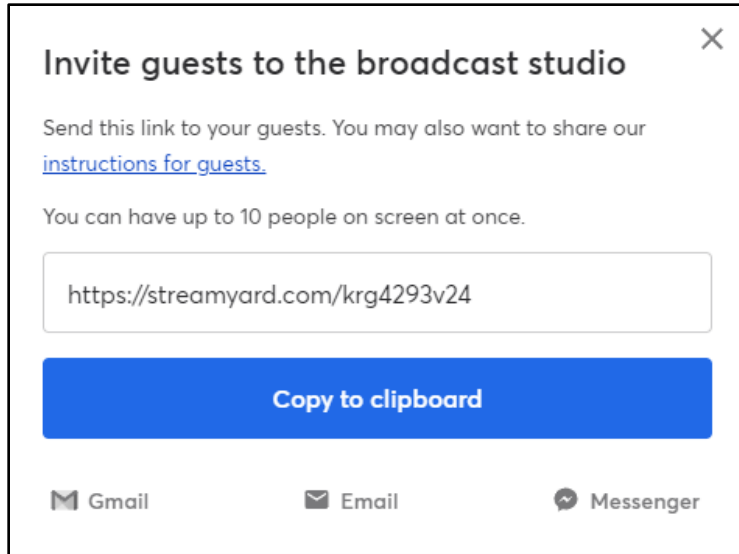 Invite guests to the broadcast studio
Send this link to your guests. You may also want to share our
instructions for guests.
You can have up to 10 people on screen at once.
https://streamyard.com/krg4293v24
Copy to clipboard
Gmail Email Messenger